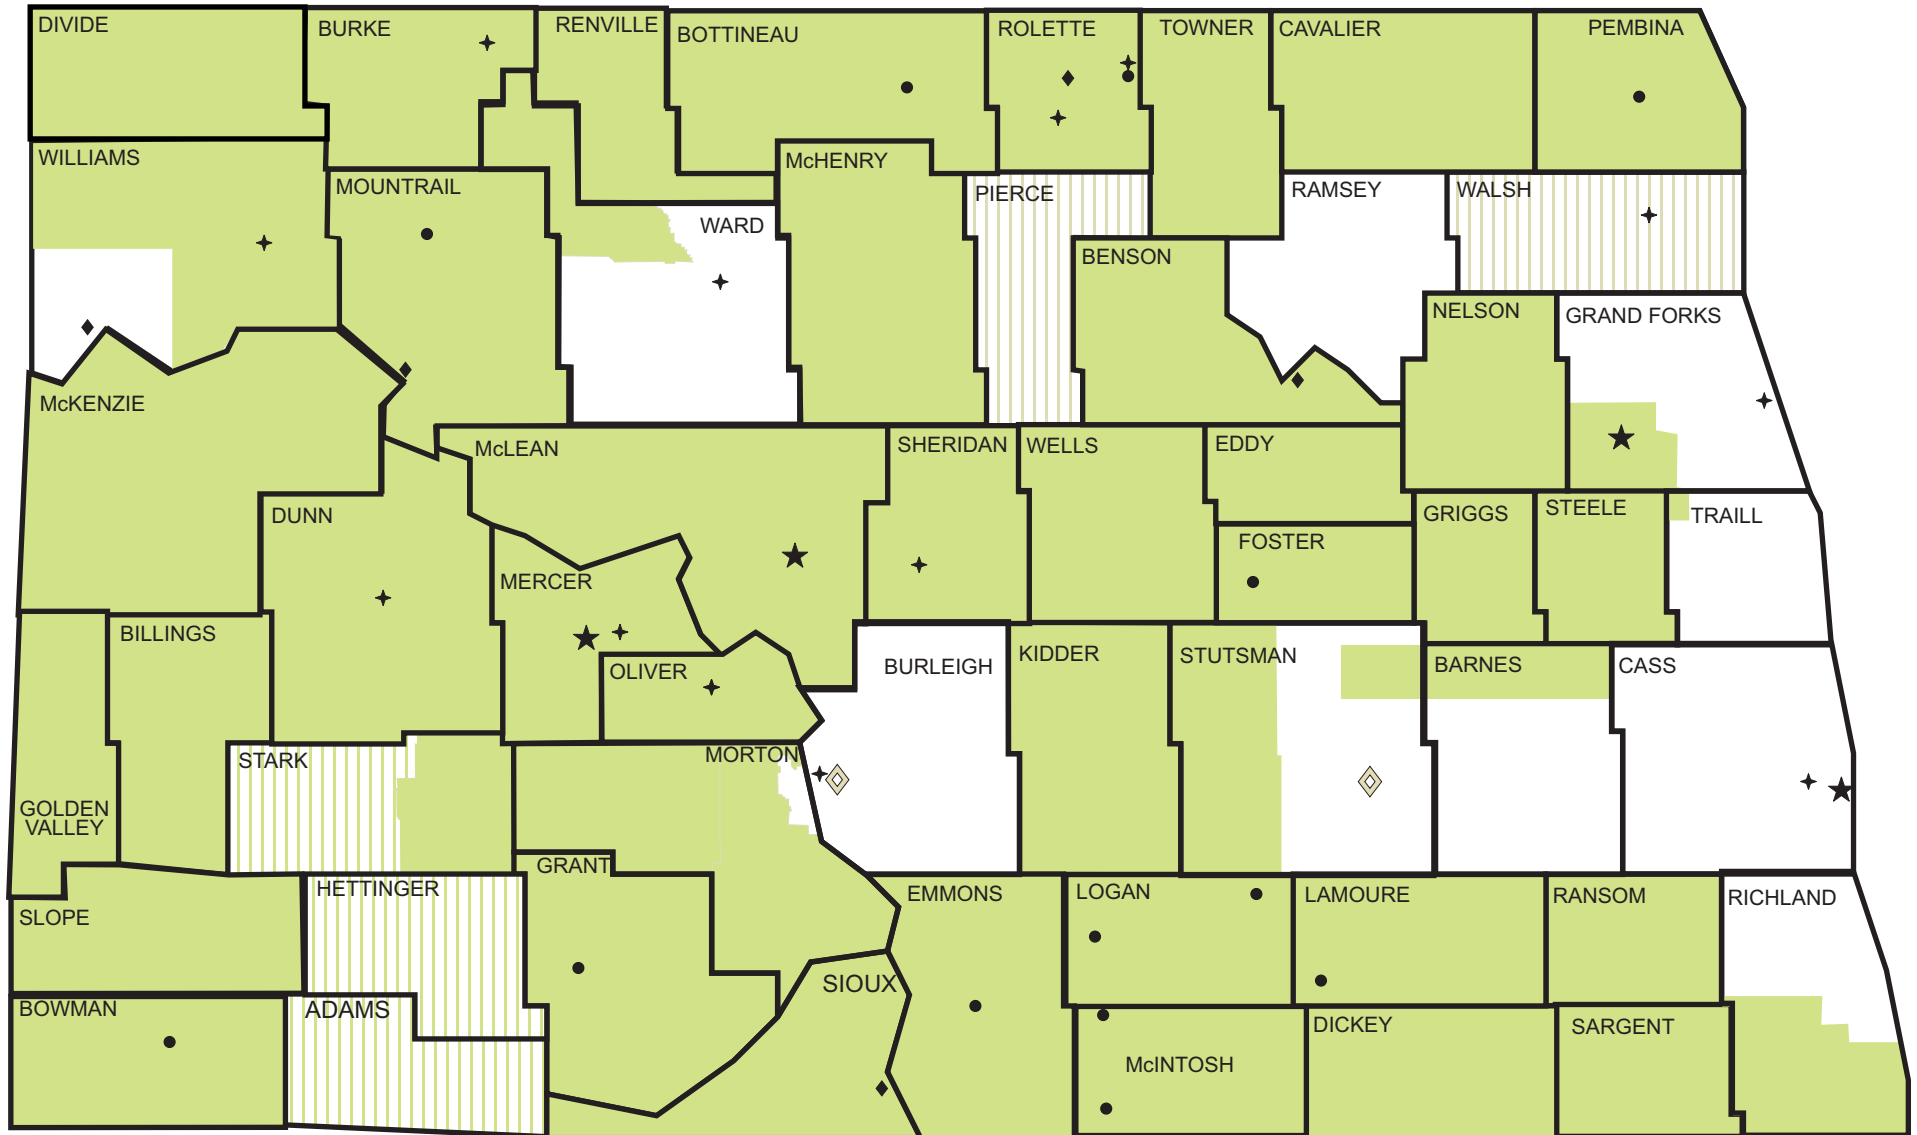 DIVIDE
BURKE
RENVILLE
BOTTINEAU
ROLETTE
TOWNER
CAVALIER
PEMBINA
WILLIAMS
MOUNTRAIL
McHENRY
WARD
PIERCE
RAMSEY
WALSH
BENSON
NELSON
GRAND FORKS
McKENZIE
McLEAN
SHERIDAN
WELLS
EDDY
DUNN
GRIGGS
STEELE
TRAILL
FOSTER
MERCER
BILLINGS
OLIVER
BURLEIGH
KIDDER
STUTSMAN
BARNES
CASS
STARK
MORTON
GOLDEN
VALLEY
GRANT
HETTINGER
EMMONS
LOGAN
LAMOURE
RANSOM
RICHLAND
SLOPE
SIOUX
BOWMAN
ADAMS
DICKEY
SARGENT
McINTOSH